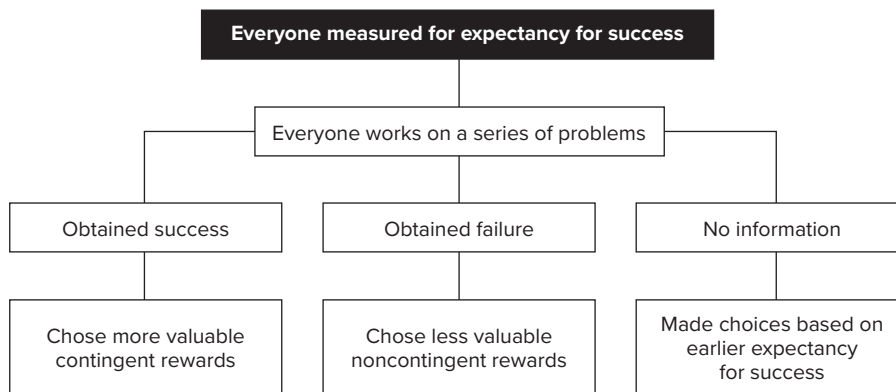 Everyone measured for expectancy for success
Everyone works on a series of problems
Obtained success
Obtained failure
No information
Chose more valuable
contingent rewards
Chose less valuable
noncontingent rewards
Made choices based on
earlier expectancy
for success